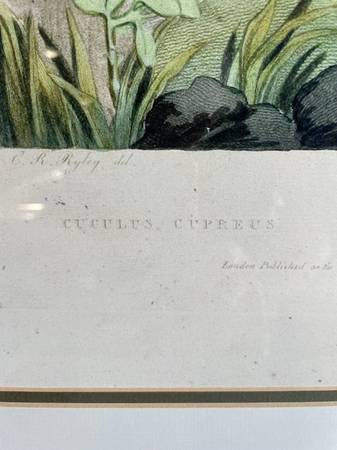 C. R. Ryley del.
CUCULUS, CUPREUS
London Published as the